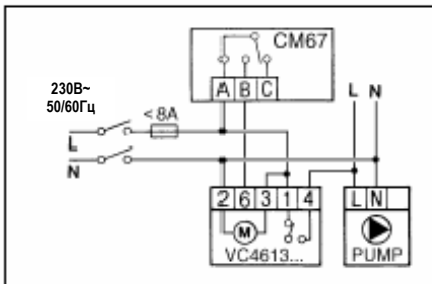 CM67
A B C
L N
230В~
50/60Гц
<8A
L
N
2 6 3 1 4
L N
M
VC4613...
PUMP